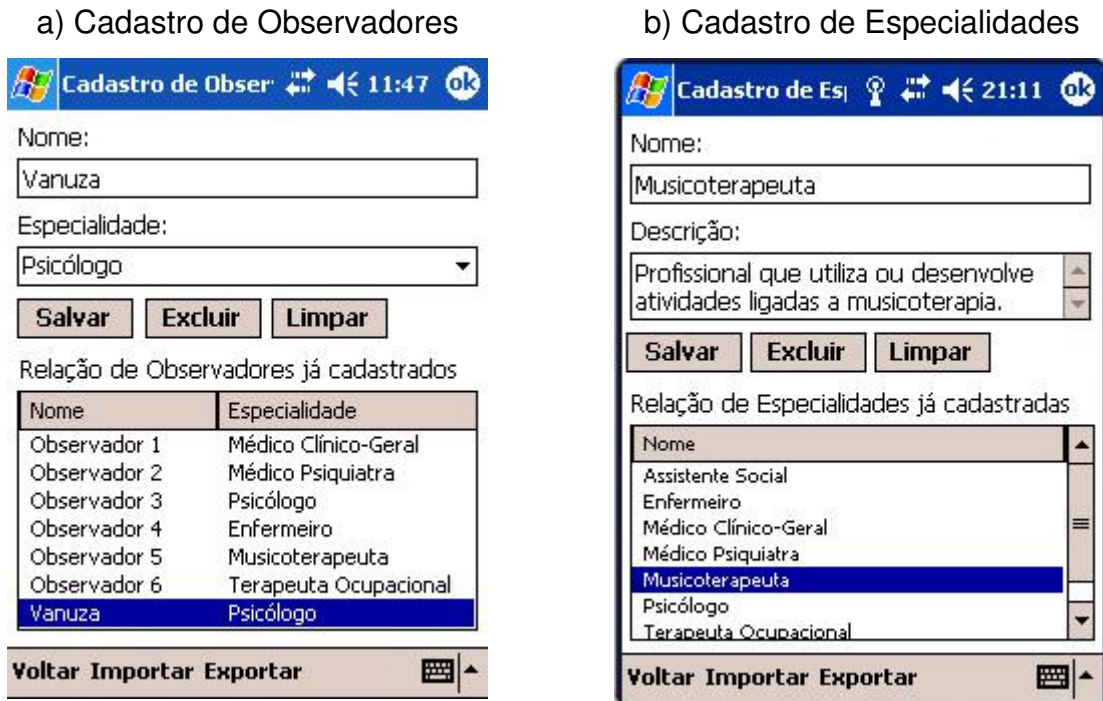 a) Cadastro de Observadores
Cadastro de Obser 11:47 ok
Nome:
Vanuza
Especialidade:
Psicólogo
Salvar Excluir Limpar
Relação de Observadores já cadastrados
Nome Especialidade
Observador 1 Médico Clínico-Geral
Observador 2 Médico Psiquiatra
Observador 3 Psicólogo
Observador 4 Enfermeiro
Observador 5 Musicoterapeuta
Observador 6 Terapeuta Ocupacional
Vanuza Psicólogo
Voltar Importar Exportar
b) Cadastro de Especialidades
Cadastro de Esp 21:11 ok
Nome:
Musicoterapeuta
Descrição:
Profissional que utiliza ou desenvolve
atividades ligadas a musicoterapia.
Salvar Excluir Limpar
Relação de Especialidades já cadastradas
Nome
Assistente Social
Enfermeiro
Médico Clínico-Geral
Médico Psiquiatra
Musicoterapeuta
Psicólogo
Terapeuta Ocupacional
Voltar Importar Exportar